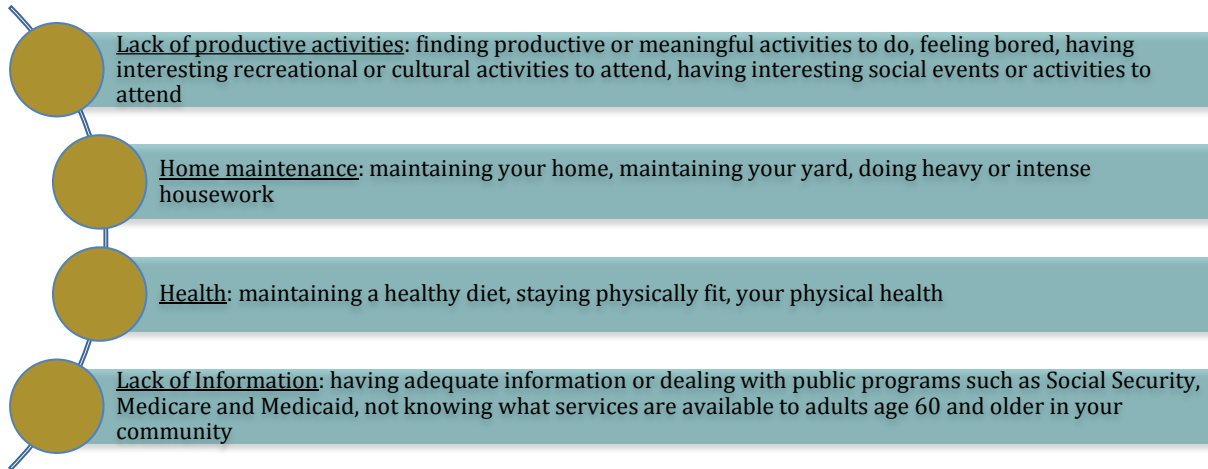 Lack of productive activities: finding productive or meaningful activities to do, feeling bored, having
interesting recreational or cultural activities to attend, having interesting social events or activities to
attend
Home maintenance: maintaining your home, maintaining your yard, doing heavy or intense
housework
Health: maintaining a healthy diet, staying physically fit, your physical health
Lack of Information: having adequate information or dealing with public programs such as Social Security,
Medicare and Medicaid, not knowing what services are available to adults age 60 and older in your
community